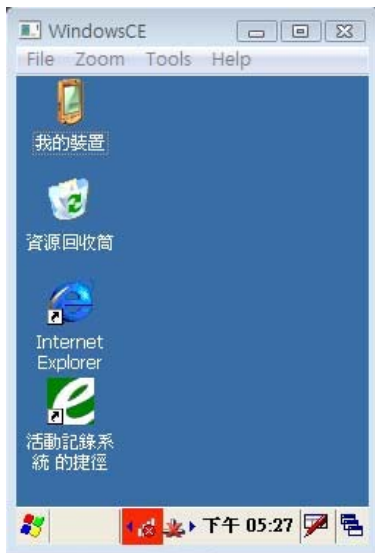 WindowsCE
File Zoom Tools Help
我的裝置
資源回收筒
Internet
Explorer
活動記錄系
統 的捷徑
下午 05:27